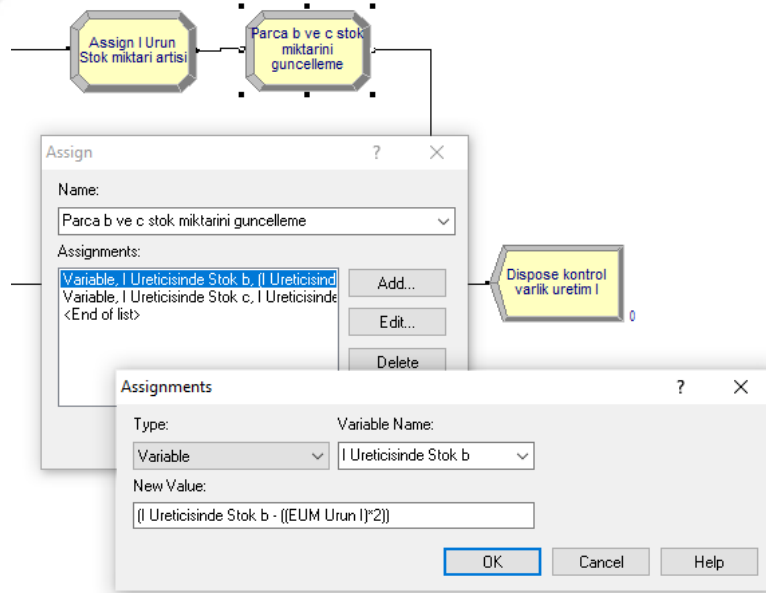 Assign I Urun
Stok miktari artisi
Parca b ve c stok
miktarini
guncelleme
Assign
?
Name:
Parca b ve c stok miktarini guncelleme
Assignments:
Variable, I Ureticisinde Stok b, (I Ureticisind
Variable, I Ureticisinde Stok c, I Ureticisinde
<End of list>
Add...
Edit...
Delete
Dispose kontrol
varlik uretim I
0
Assignments
?
Type:
Variable Name:
Variable
I Ureticisinde Stok b
New Value:
(I Ureticisinde Stok b - ((EUM Urun I)*2))
OK
Cancel
Help